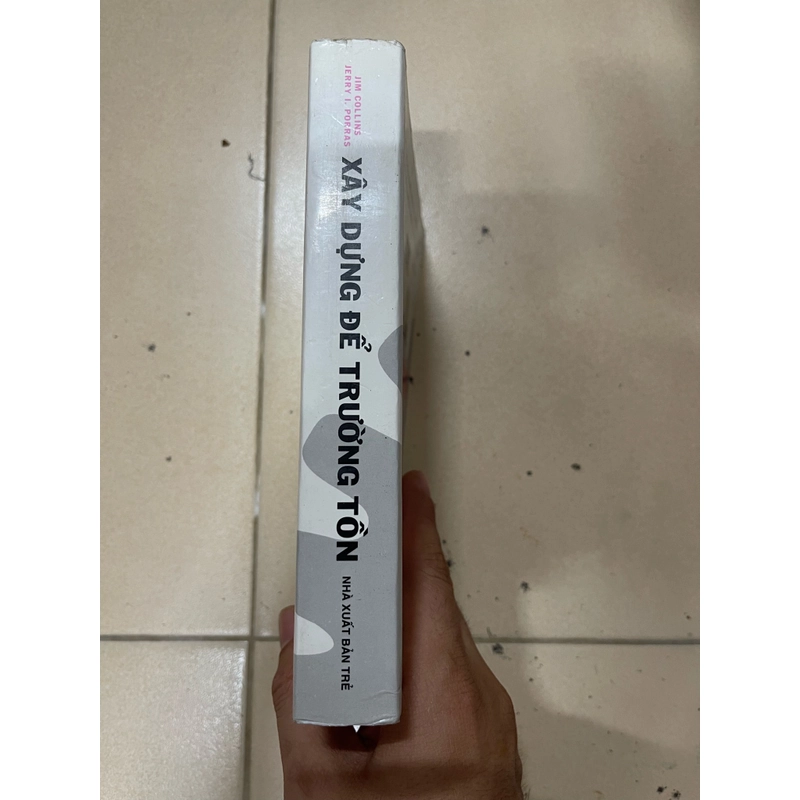 JIM COLLINS
JERRY I. PORRAS
XÂY DỰNG ĐỂ TRƯỜNG TỒN
NHÀ XUẤT BẢN TRẺ